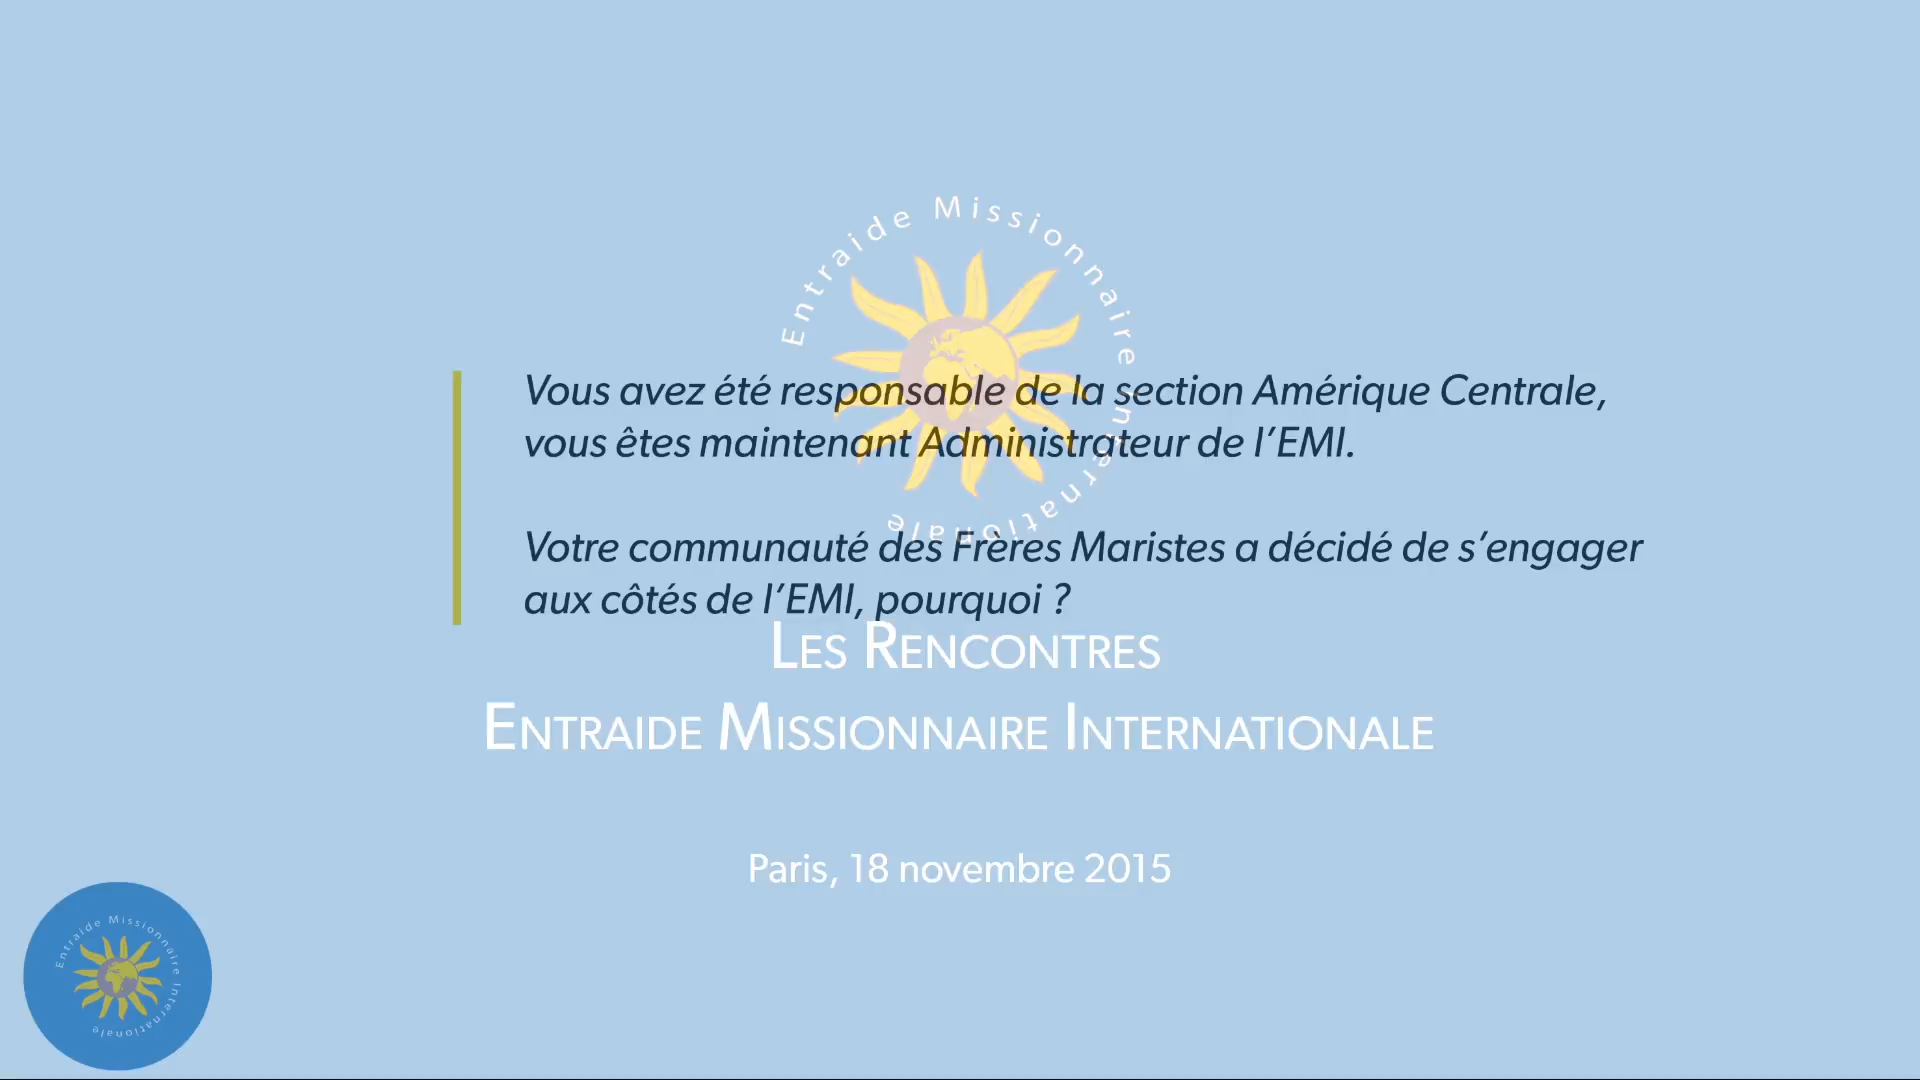 Entraide Missionnaire Internationale
Vous avez été responsable de la section Amérique Centrale,
vous êtes maintenant Administrateur de l’EMI.
Votre communauté des Frères Maristes a décidé de s’engager
aux côtés de l’EMI, pourquoi ?
LES RENCONTRES
ENTRAIDE MISSIONNAIRE INTERNATIONALE
Paris, 18 novembre 2015
Entraide Missionnaire Internationale